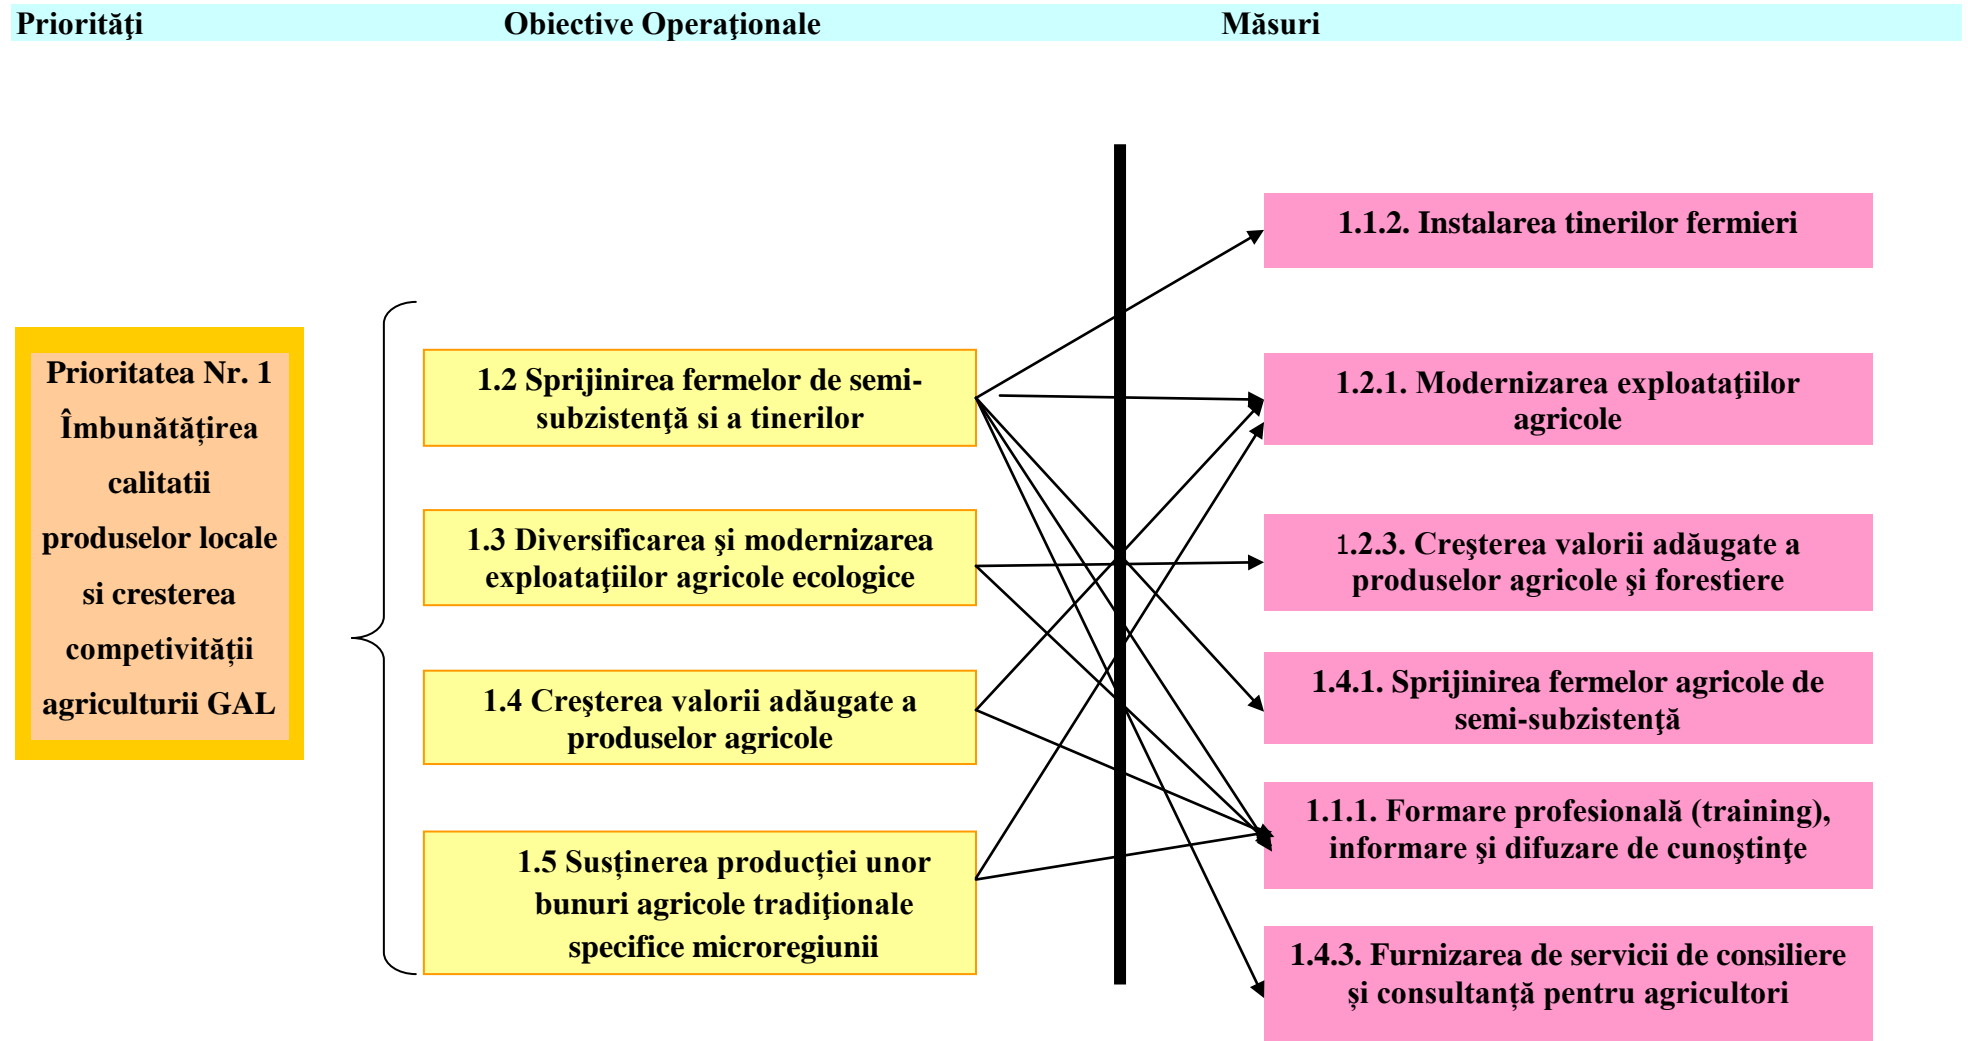 Priorităţi Obiective Operaţionale Măsuri
Prioritatea Nr. 1
Îmbunătățirea
calitatii
produselor locale
si cresterea
competivității
agriculturii GAL
1.2 Sprijinirea fermelor de semi-
subzistenţă si a tinerilor
1.3 Diversificarea şi modernizarea
exploataţiilor agricole ecologice
1.4 Creşterea valorii adăugate a
produselor agricole
1.5 Susținerea producției unor
bunuri agricole tradiţionale
specifice microregiunii
1.1.2. Instalarea tinerilor fermieri
1.2.1. Modernizarea exploataţiilor
agricole
1.2.3. Creşterea valorii adăugate a
produselor agricole şi forestiere
1.4.1. Sprijinirea fermelor agricole de
semi-subzistenţă
1.1.1. Formare profesională (training),
informare şi difuzare de cunoştinţe
1.4.3. Furnizarea de servicii de consiliere
și consultanță pentru agricultori